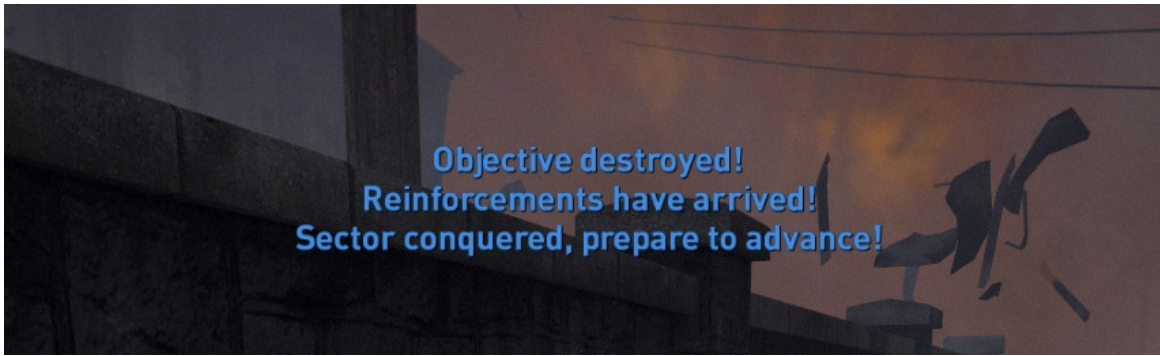 Objective destroyed!
Reinforcements have arrived!
Sector conquered, prepare to advance!